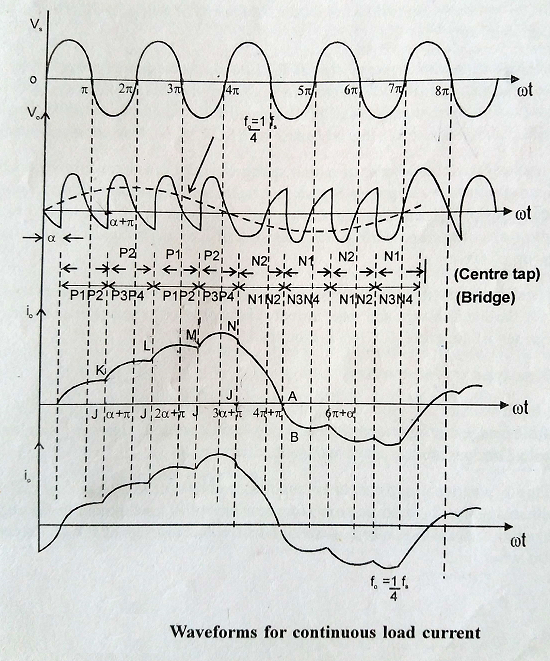 Vs
o
π 2π 3π 4π 5π 6π 7π 8π
ωt
Vo
fo=1/4 fs
ωt
α
α+π
P2 P1 P2 N2 N1 N2 N1
(Centre tap)
P1P2 P3P4 P1P2 P3P4 N1N2 N3N4 N1N2 N3N4
(Bridge)
io
K L M N
J α+π J 2α+π J 3α+π J 4π+π A 6π+α
B
ωt
io
ωt
fo=1/4 fs
Waveforms for continuous load current